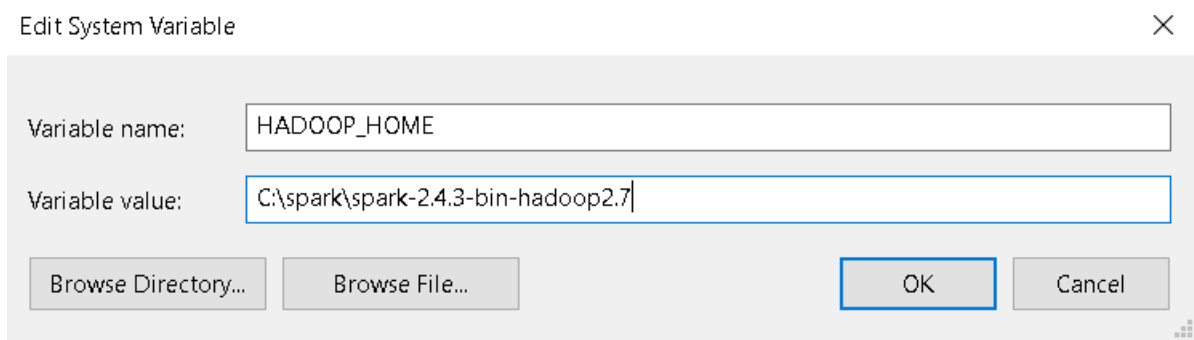 Edit System Variable
Variable name: HADOOP_HOME
Variable value: C:\spark\spark-2.4.3-bin-hadoop2.7
Browse Directory... Browse File... OK Cancel